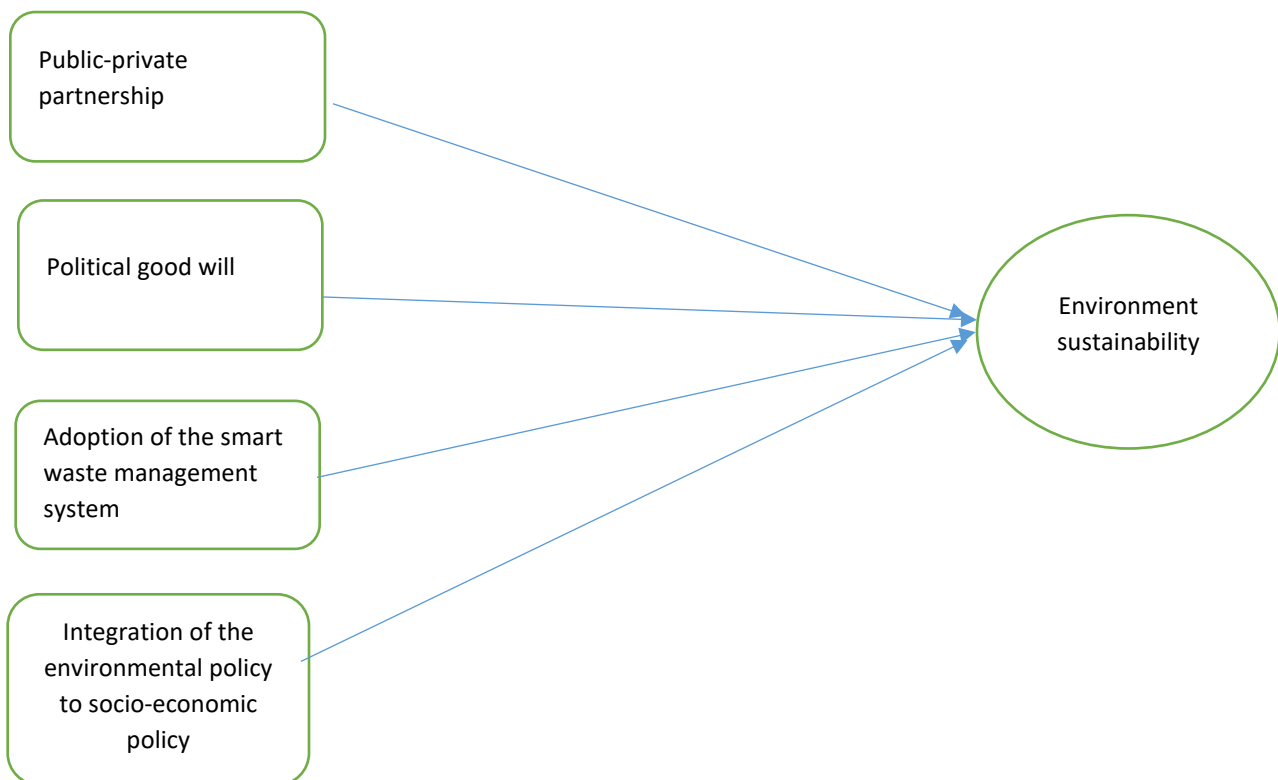 Public-private
partnership
Political good will
Environment
sustainability
Adoption of the smart
waste management
system
Integration of the
environmental policy
to socio-economic
policy